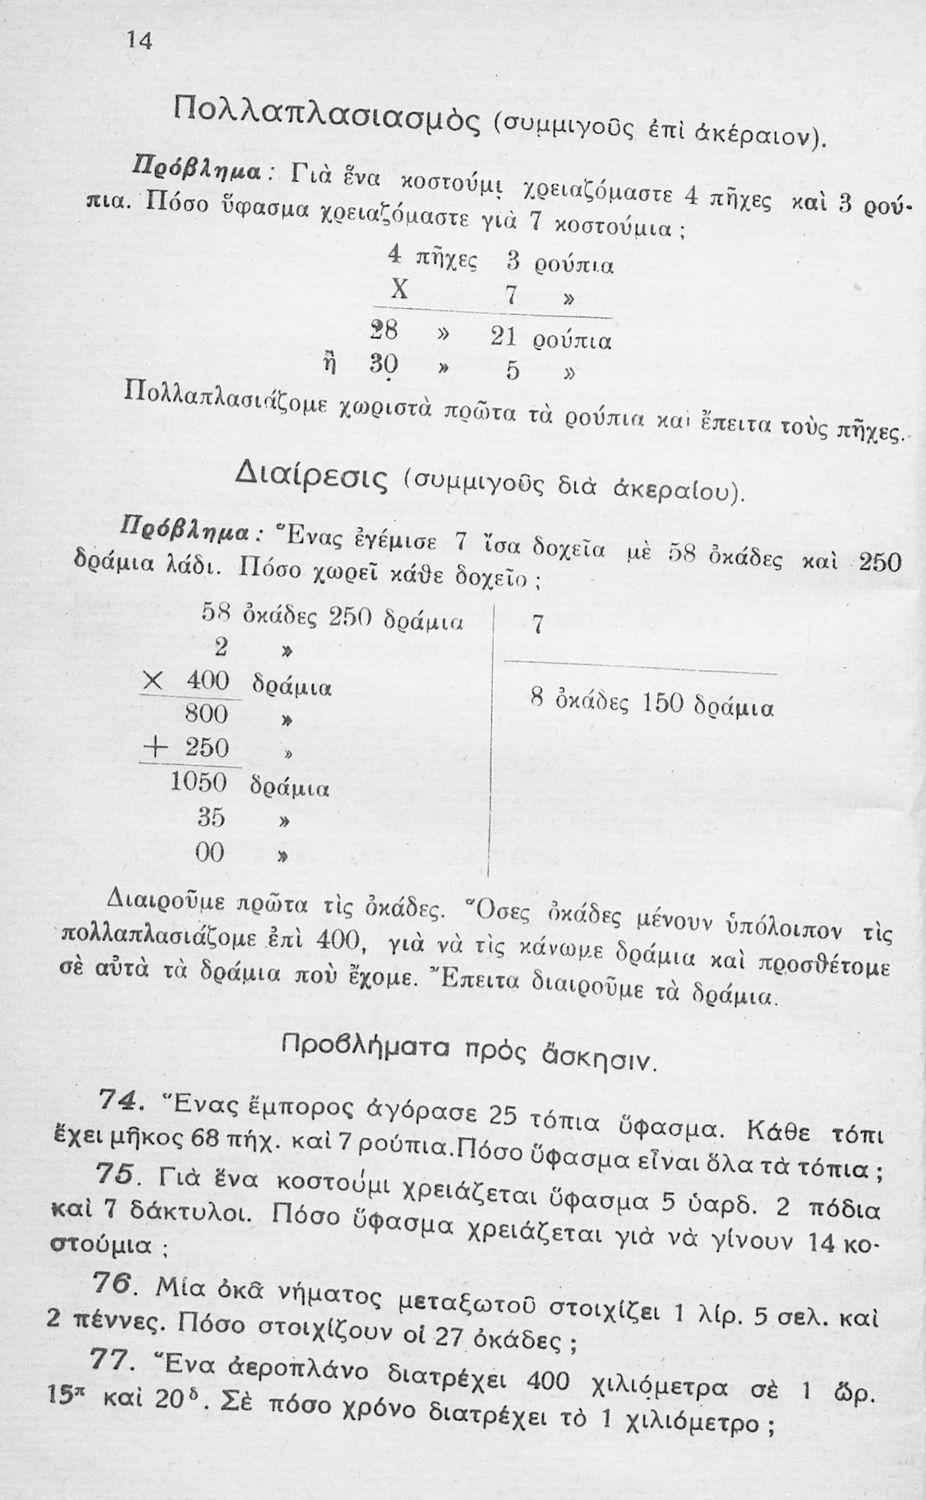 14
Πολλαπλασιασμὸς (συμμιγοῦς ἐπὶ ἀκέραιον).
Πρόβλημα : Γιὰ ἕνα κοστούμι χρειαζόμαστε 4 πῆχες καὶ 3 ρού-
πια. Πόσο ὕφασμα χρειαζόμαστε γιὰ 7 κοστούμια ;
4 πῆχες 3 ρούπια
Χ 7 »
28 » 21 ρούπια
ἢ 30 » 5 »
Πολλαπλασιάζομε χωριστὰ πρῶτα τὰ ρούπια καὶ ἔπειτα τοὺς πῆχες.
Διαίρεσις (συμμιγοῦς διὰ ἀκεραίου).
Πρόβλημα : Ἕνας ἐγέμισε 7 ἴσα δοχεῖα μὲ 58 ὀκάδες καὶ 250
δράμια λάδι. Πόσο χωρεῖ κάθε δοχεῖο ;
58 ὀκάδες 250 δράμια 7
2 »
× 400 δράμια 8 ὀκάδες 150 δράμια
800 »
+ 250 »
1050 δράμια
35 »
00 »
Διαιροῦμε πρῶτα τὶς ὀκάδες. Ὅσες ὀκάδες μένουν ὑπόλοιπον τὶς
πολλαπλασιάζομε ἐπὶ 400, γιὰ νὰ τὶς κάνωμε δράμια καὶ προσθέτομε
σὲ αὐτὰ τὰ δράμια ποὺ ἔχομε. Ἔπειτα διαιροῦμε τὰ δράμια.
Προβλήματα πρὸς ἄσκησιν.
74. Ἕνας ἔμπορος ἀγόρασε 25 τόπια ὕφασμα. Κάθε τόπι
ἔχει μῆκος 68 πήχ. καὶ 7 ρούπια. Πόσο ὕφασμα εἶναι ὅλα τὰ τόπια ;
75. Γιὰ ἕνα κοστούμι χρειάζεται ὕφασμα 5 ὑαρδ. 2 πόδια
καὶ 7 δάκτυλοι. Πόσο ὕφασμα χρειάζεται γιὰ νὰ γίνουν 14 κο-
στούμια ;
76. Μία ὀκᾶ νήματος μεταξωτοῦ στοιχίζει 1 λίρ. 5 σελ. καὶ
2 πέννες. Πόσο στοιχίζουν οἱ 27 ὀκάδες ;
77. Ἕνα ἀεροπλάνο διατρέχει 400 χιλιόμετρα σὲ 1 ὥρ.
15π καὶ 20δ. Σὲ πόσο χρόνο διατρέχει τὸ 1 χιλιόμετρο ;